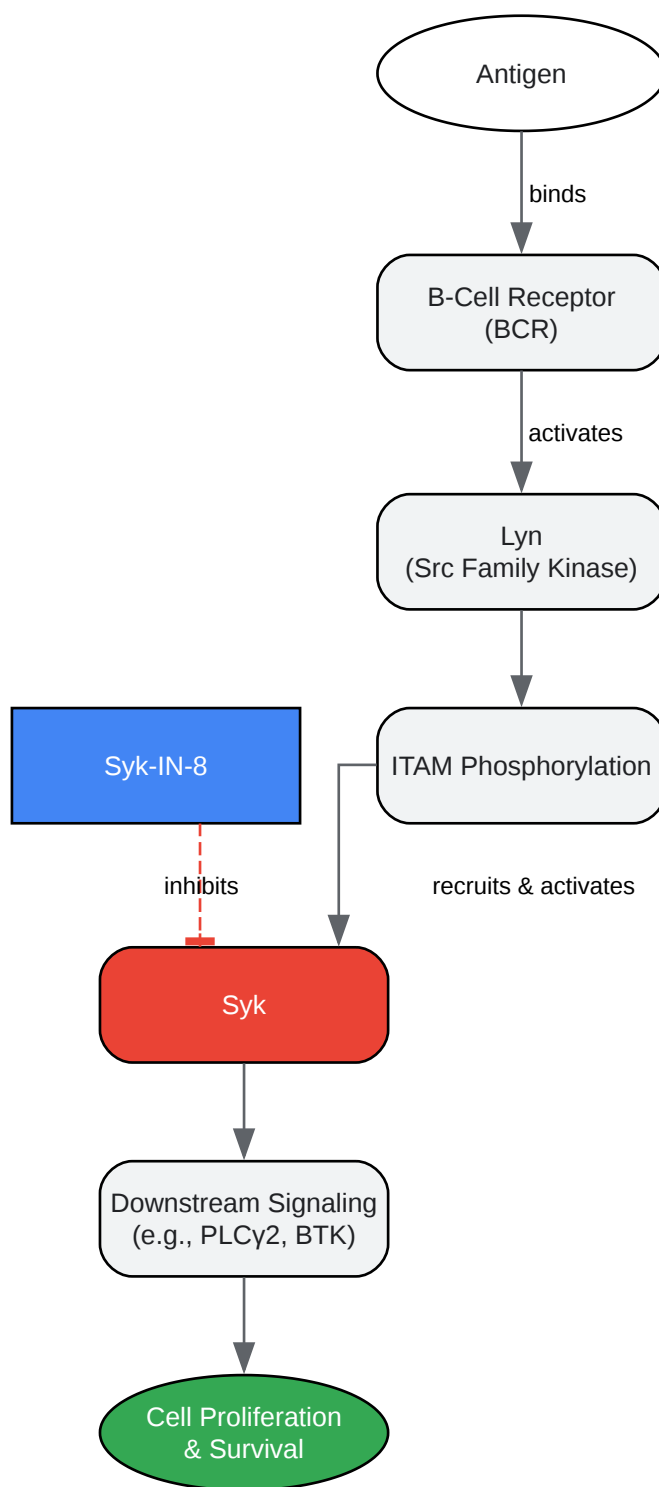 Antigen
binds
B-Cell Receptor
(BCR)
activates
Lyn
(Src Family Kinase)
Syk-IN-8
ITAM Phosphorylation
inhibits
recruits & activates
Syk
Downstream Signaling
(e.g., PLCγ2, BTK)
Cell Proliferation
& Survival